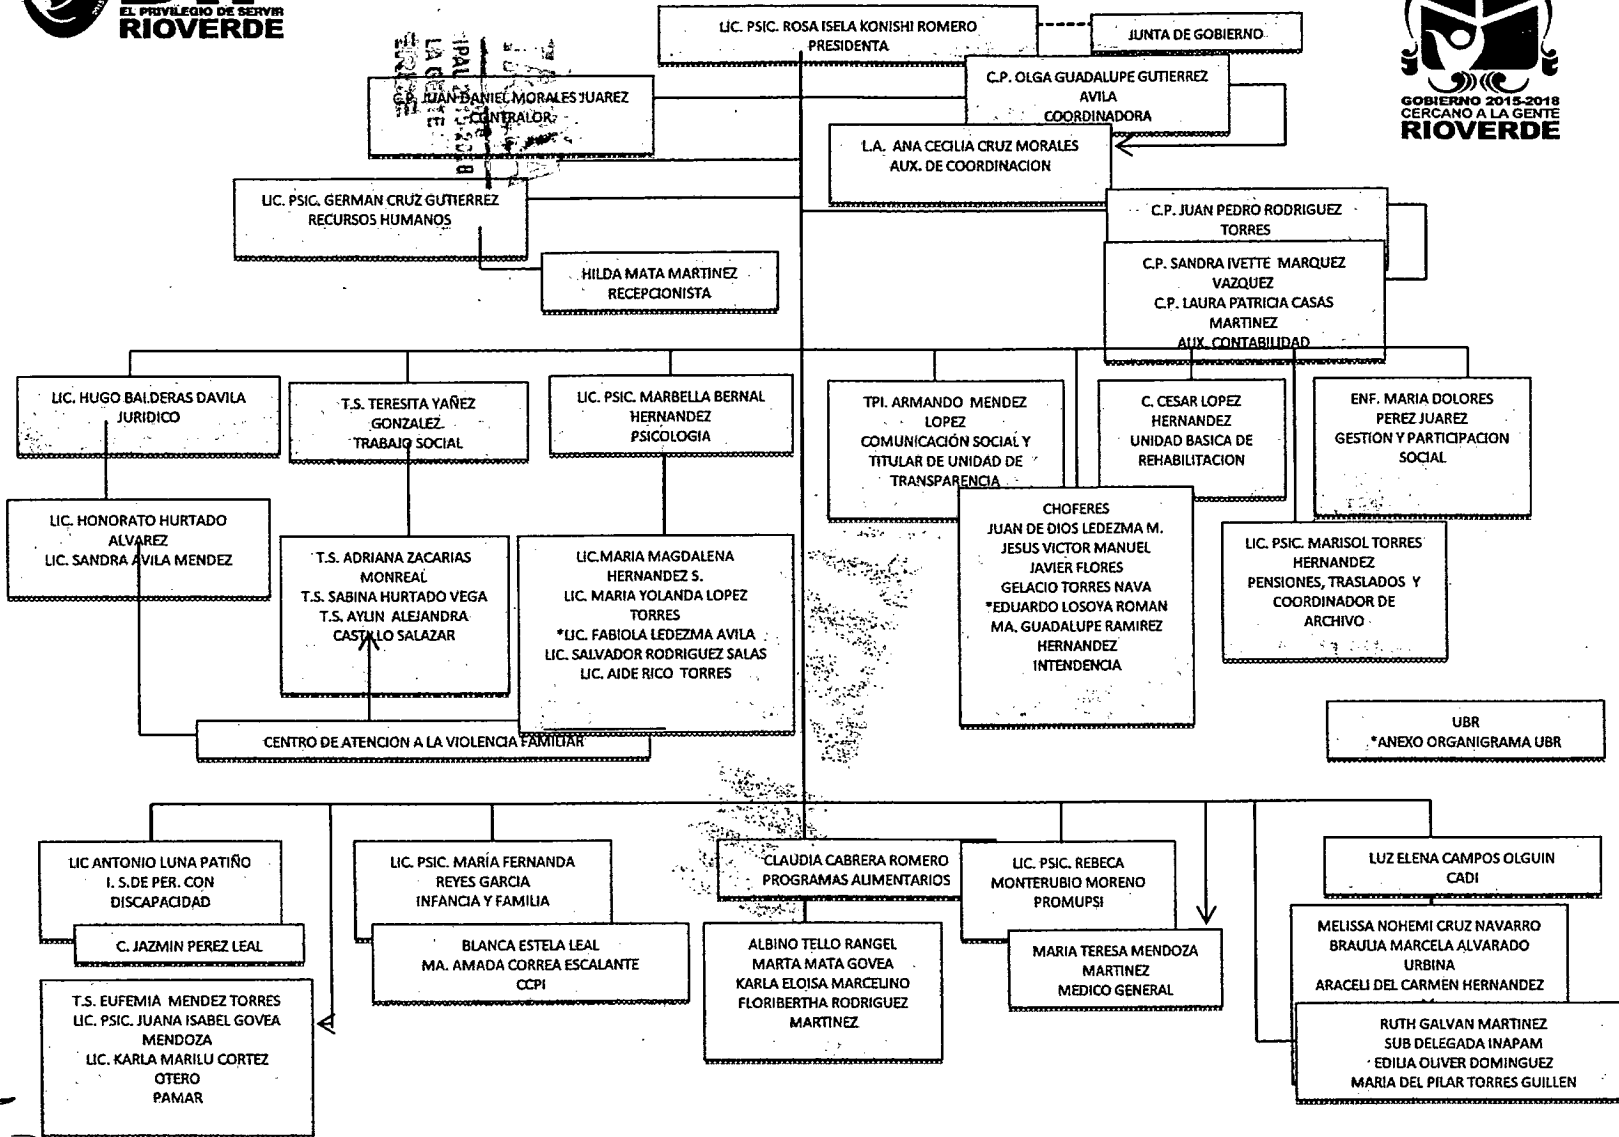 EL PRIVILEGIO DE SERVIR
RIOVERDE
LIC. PSIC. ROSA ISELA KONISHI ROMERO
PRESIDENTA
JUNTA DE GOBIERNO
GOBIERNO 2015-2018
CERCANO A LA GENTE
RIOVERDE
C.P. JUAN DANIEL MORALES JUAREZ
CONTRALOR
C.P. OLGA GUADALUPE GUTIERREZ
AVILA
COORDINADORA
L.A. ANA CECILIA CRUZ MORALES
AUX. DE COORDINACION
LIC. PSIC. GERMAN CRUZ GUTIERREZ
RECURSOS HUMANOS
C.P. JUAN PEDRO RODRIGUEZ
TORRES
HILDA MATA MARTINEZ
RECEPCIONISTA
C.P. SANDRA IVETTE MARQUEZ
VAZQUEZ
C.P. LAURA PATRICIA CASAS
MARTINEZ
AUX. CONTABILIDAD
LIC. HUGO BALDERAS DAVILA
JURIDICO
T.S. TERESITA YAÑEZ
GONZALEZ
TRABAJO SOCIAL
LIC. PSIC. MARBELLA BERNAL
HERNANDEZ
PSICOLOGIA
TPI. ARMANDO MENDEZ
LOPEZ
COMUNICACIÓN SOCIAL Y
TITULAR DE UNIDAD DE
TRANSPARENCIA
C. CESAR LOPEZ
HERNANDEZ
UNIDAD BASICA DE
REHABILITACION
ENF. MARIA DOLORES
PEREZ JUAREZ
GESTION Y PARTICIPACION
SOCIAL
LIC. HONORATO HURTADO
ALVAREZ
LIC. SANDRA AVILA MENDEZ
T.S. ADRIANA ZACARIAS
MONREAL
T.S. SABINA HURTADO VEGA
T.S. AYLIN ALEJANDRA
CASTILLO SALAZAR
LIC.MARIA MAGDALENA
HERNANDEZ S.
LIC. MARIA YOLANDA LOPEZ
TORRES
*LIC. FABIOLA LEDEZMA AVILA
LIC. SALVADOR RODRIGUEZ SALAS
LIC. AIDE RICO TORRES
CHOFERES
JUAN DE DIOS LEDEZMA M.
JESUS VICTOR MANUEL
JAVIER FLORES
GELACIO TORRES NAVA
*EDUARDO LOSOYA ROMAN
MA. GUADALUPE RAMIREZ
HERNANDEZ
INTENDENCIA
LIC. PSIC. MARISOL TORRES
HERNANDEZ
PENSIONES, TRASLADOS Y
COORDINADOR DE
ARCHIVO
CENTRO DE ATENCION A LA VIOLENCIA FAMILIAR
UBR
*ANEXO ORGANIGRAMA UBR
LIC ANTONIO LUNA PATIÑO
I. S.DE PER. CON
DISCAPACIDAD
C. JAZMIN PEREZ LEAL
T.S. EUFEMIA MENDEZ TORRES
LIC. PSIC. JUANA ISABEL GOVEA
MENDOZA
LIC. KARLA MARILU CORTEZ
OTERO
PAMAR
LIC. PSIC. MARÍA FERNANDA
REYES GARCIA
INFANCIA Y FAMILIA
BLANCA ESTELA LEAL
MA. AMADA CORREA ESCALANTE
CCPI
CLAUDIA CABRERA ROMERO
PROGRAMAS ALIMENTARIOS
ALBINO TELLO RANGEL
MARTA MATA GOVEA
KARLA ELOISA MARCELINO
FLORIBERTHA RODRIGUEZ
MARTINEZ
LIC. PSIC. REBECA
MONTERUBIO MORENO
PROMUPSI
MARIA TERESA MENDOZA
MARTINEZ
MEDICO GENERAL
LUZ ELENA CAMPOS OLGUIN
CADI
MELISSA NOHEMI CRUZ NAVARRO
BRAULIA MARCELA ALVARADO
URBINA
ARACELI DEL CARMEN HERNANDEZ
RUTH GALVAN MARTINEZ
SUB DELEGADA INAPAM
EDILIA OLIVER DOMINGUEZ
MARIA DEL PILAR TORRES GUILLEN